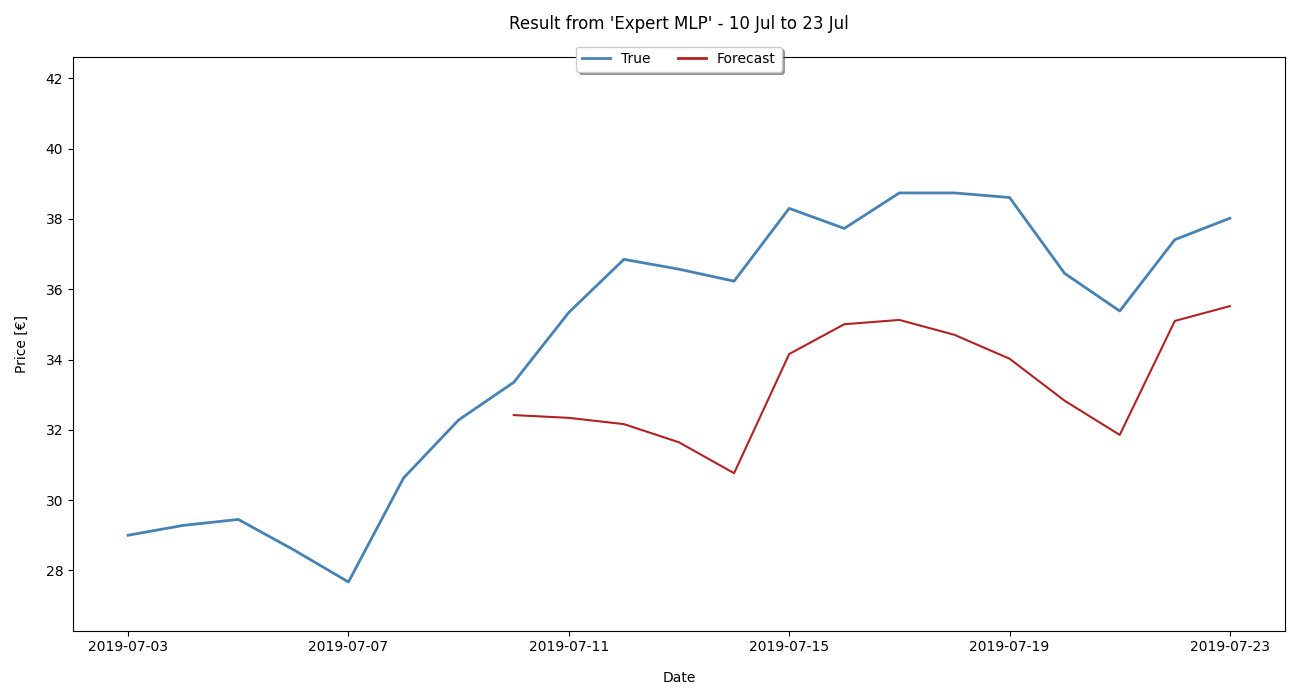 Result from 'Expert MLP' - 10 Jul to 23 Jul
True Forecast
42
40
38
36
34
32
30
28
Price [€]
2019-07-03 2019-07-07 2019-07-11 2019-07-15 2019-07-19 2019-07-23
Date